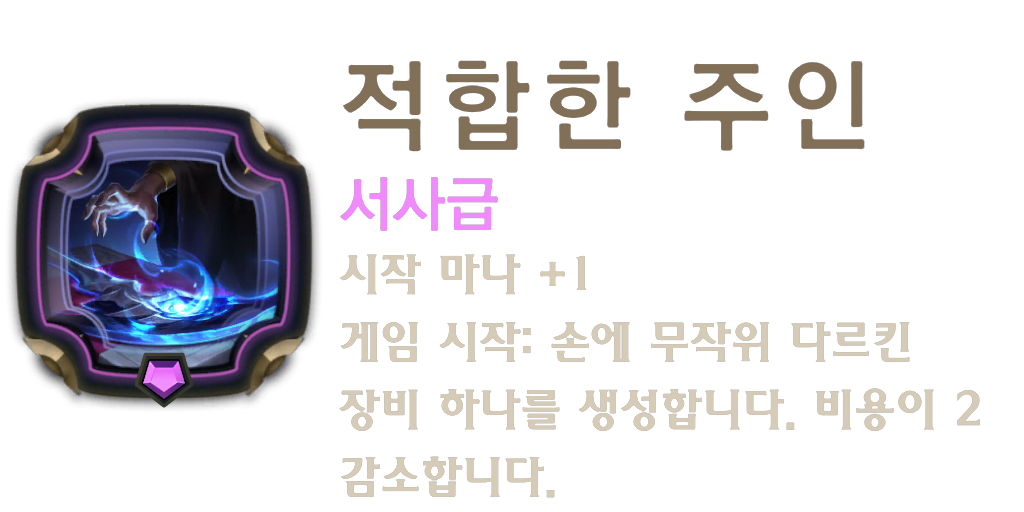 적합한 주인
서사급
시작 마나 +1
게임 시작: 손에 무작위 다르킨
장비 하나를 생성합니다. 비용이 2
감소합니다.